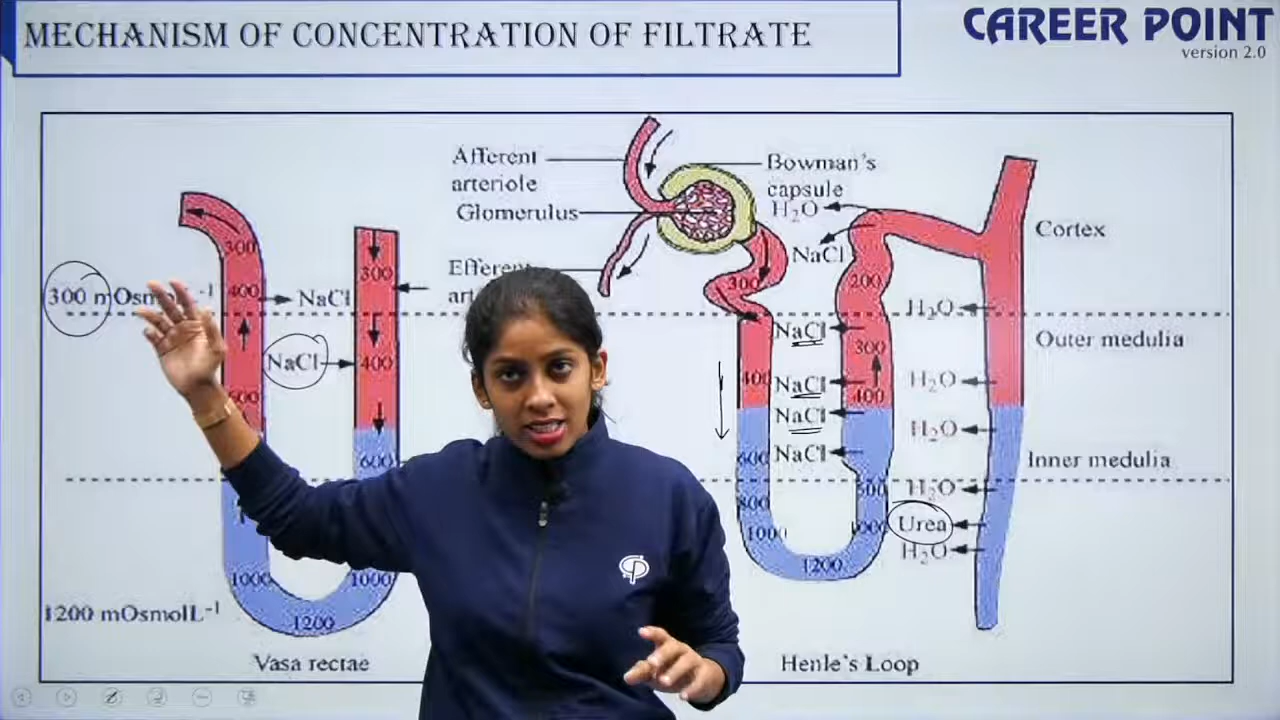 MECHANISM OF CONCENTRATION OF FILTRATE
CAREER POINT
version 2.0
Afferent
arteriole
Glomerulus
Efferent
Bowman's
capsule
H₂O
NaCl
Cortex
Outer medulla
Inner medulla
300
400
600
1000
1200
1000
600
400
300
NaCl
NaCl
1200 mOsmolL⁻¹
Vasa rectae
300
400
600
800
1000
1200
500
400
300
200
NaCl
NaCl
NaCl
NaCl
H₂O
H₂O
H₂O
H₂O
Urea
H₂O
Henle's Loop